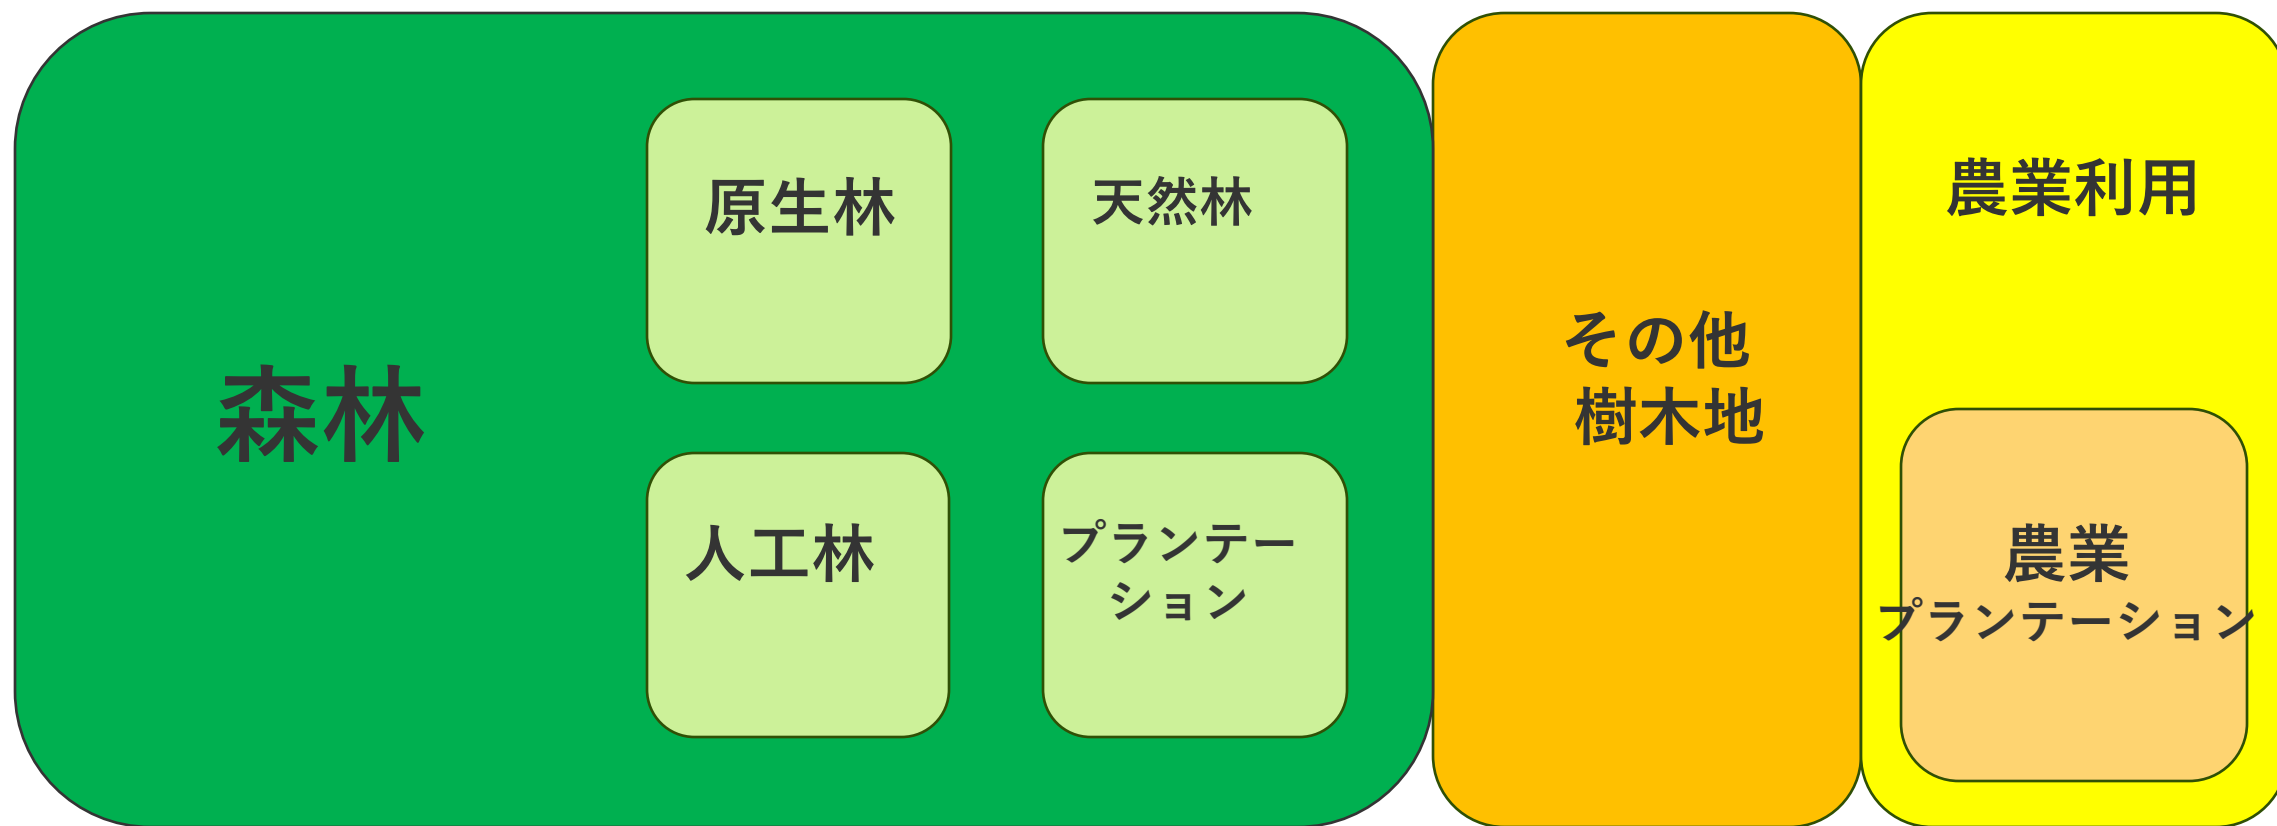 森林
原生林
天然林
人工林
プランテー
ション
その他
樹木地
農業利用
農業
プランテーション